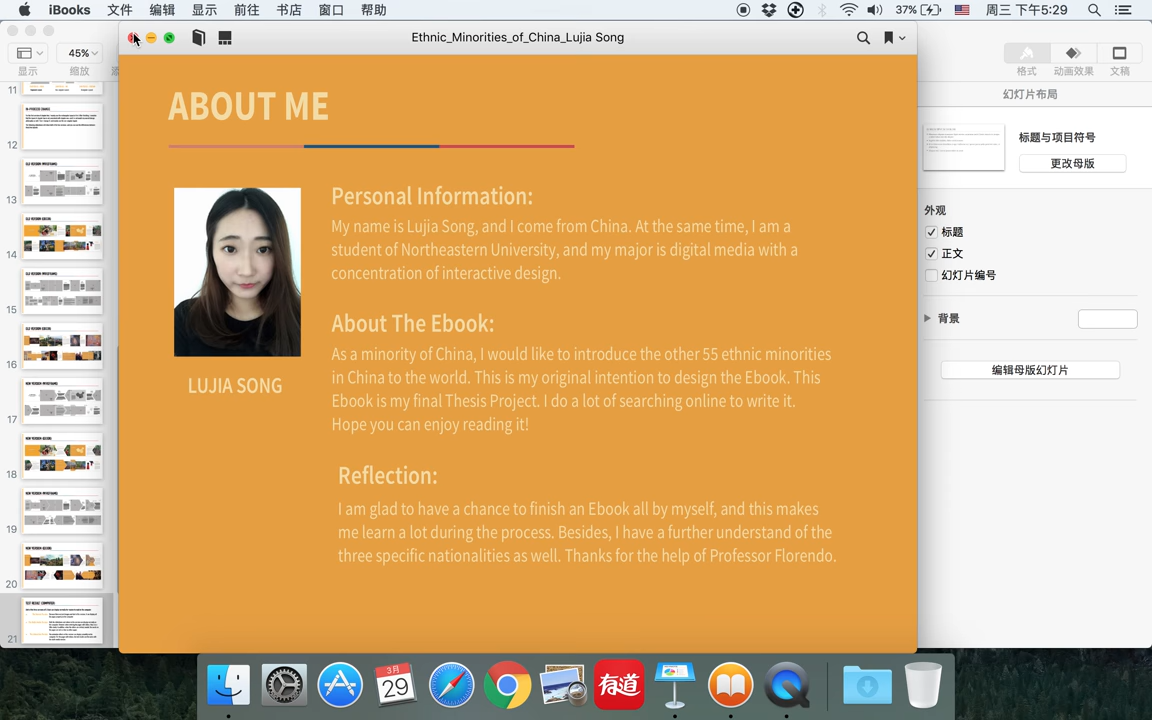 iBooks 文件 编辑 显示 前往 书店 窗口 帮助
37% 周三 下午5:29
Ethnic_Minorities_of_China_Lujia Song
45%
显示 缩放
格式 动画效果 文稿
幻灯片布局
标题与项目符号
更改母版
外观
标题
正文
幻灯片编号
背景
编辑母版幻灯片
11
12
13
14
15
16
17
18
19
20
21
ABOUT ME
LUJIA SONG
Personal Information:
My name is Lujia Song, and I come from China. At the same time, I am a
student of Northeastern University, and my major is digital media with a
concentration of interactive design.
About The Ebook:
As a minority of China, I would like to introduce the other 55 ethnic minorities
in China to the world. This is my original intention to design the Ebook. This
Ebook is my final Thesis Project. I do a lot of searching online to write it.
Hope you can enjoy reading it!
Reflection:
I am glad to have a chance to finish an Ebook all by myself, and this makes
me learn a lot during the process. Besides, I have a further understand of the
three specific nationalities as well. Thanks for the help of Professor Florendo.
3月
29
有道